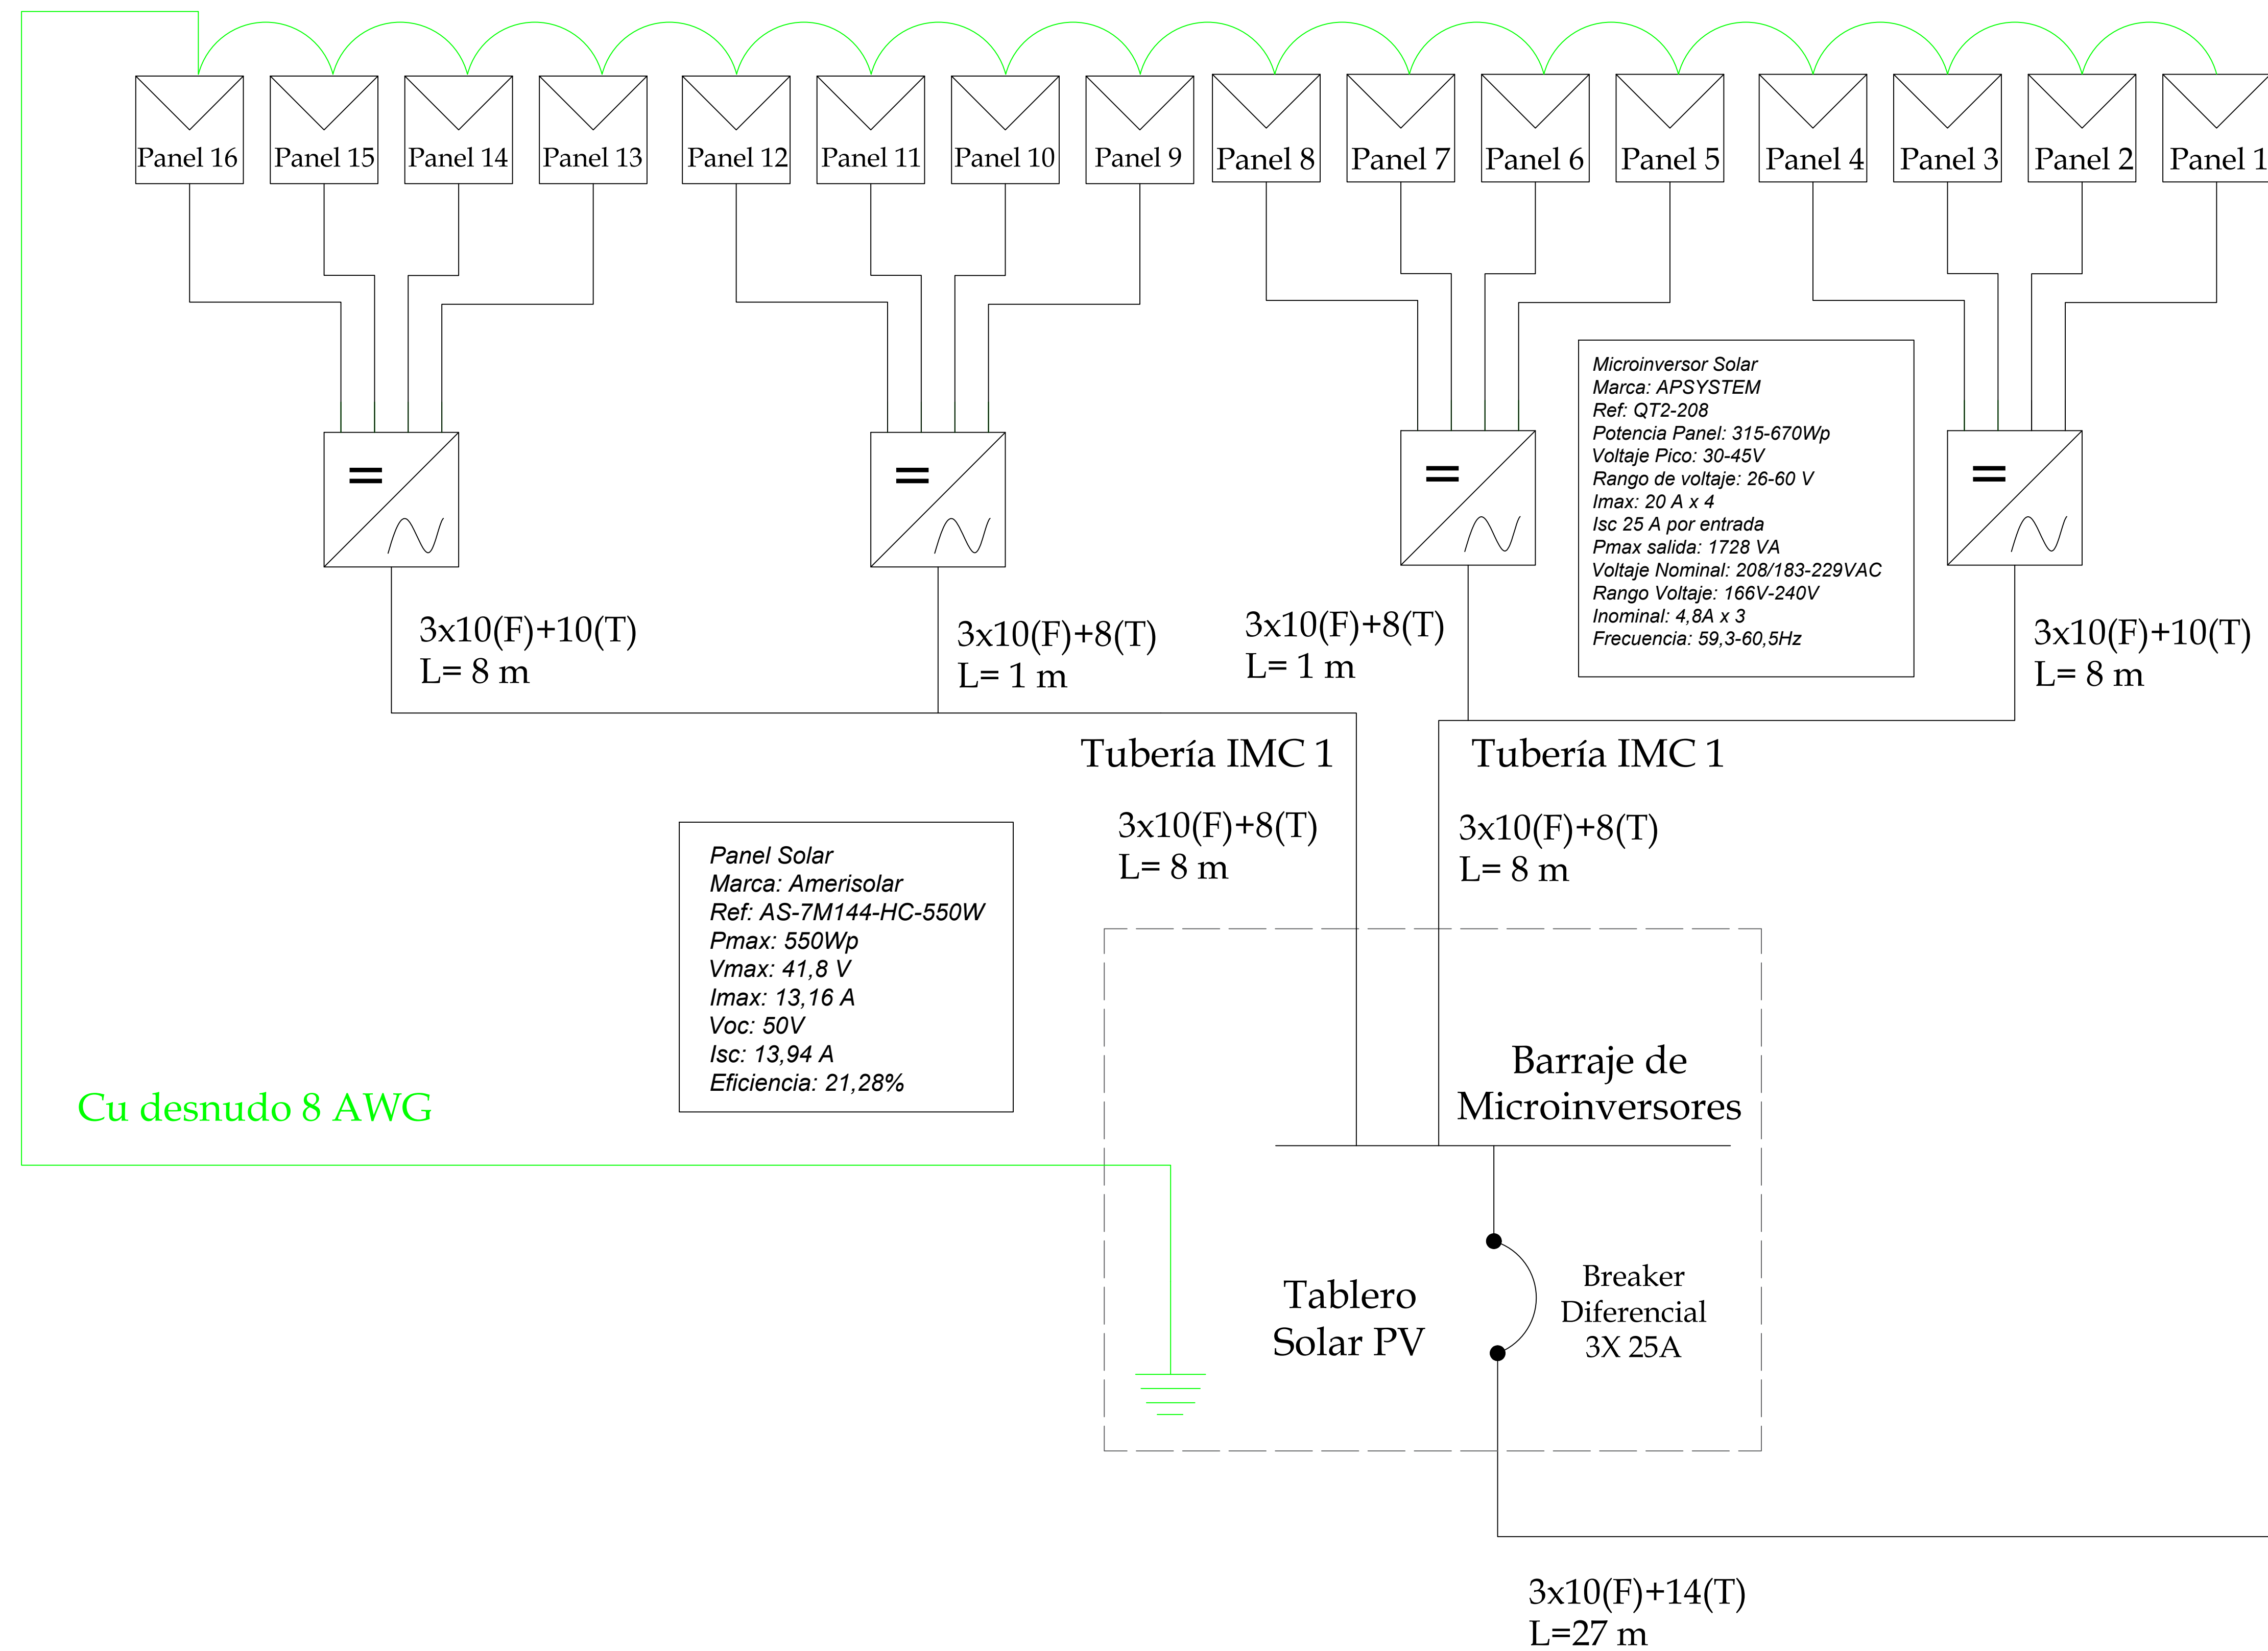 Panel 16
Panel 15
Panel 14
Panel 13
Panel 12
Panel 11
Panel 10
Panel 9
Panel 8
Panel 7
Panel 6
Panel 5
Panel 4
Panel 3
Panel 2
Panel 1
Microinversor Solar
Marca: APSYSTEM
Ref: QT2-208
Potencia Panel: 315-670Wp
Voltaje Pico: 30-45V
Rango de voltaje: 26-60 V
Imax: 20 A x 4
Isc 25 A por entrada
Pmax salida: 1728 VA
Voltaje Nominal: 208/183-229VAC
Rango Voltaje: 166V-240V
Inominal: 4,8A x 3
Frecuencia: 59,3-60,5Hz
3x10(F)+10(T)
L= 8 m
3x10(F)+8(T)
L= 1 m
3x10(F)+8(T)
L= 1 m
3x10(F)+10(T)
L= 8 m
Tubería IMC 1
Tubería IMC 1
3x10(F)+8(T)
L= 8 m
3x10(F)+8(T)
L= 8 m
Panel Solar
Marca: Amerisolar
Ref: AS-7M144-HC-550W
Pmax: 550Wp
Vmax: 41,8 V
Imax: 13,16 A
Voc: 50V
Isc: 13,94 A
Eficiencia: 21,28%
Cu desnudo 8 AWG
Barraje de
Microinversores
Tablero
Solar PV
Breaker
Diferencial
3X 25A
3x10(F)+14(T)
L=27 m